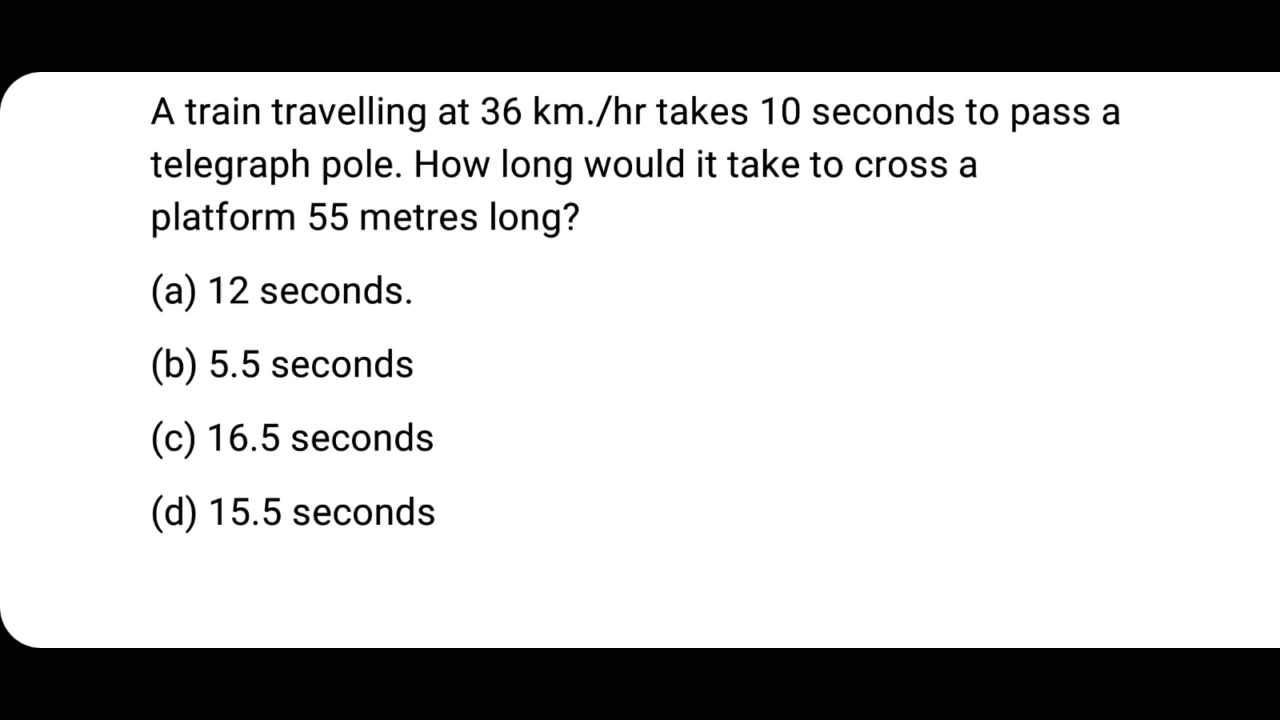 A train travelling at 36 km./hr takes 10 seconds to pass a
telegraph pole. How long would it take to cross a
platform 55 metres long?
(a) 12 seconds.
(b) 5.5 seconds
(c) 16.5 seconds
(d) 15.5 seconds